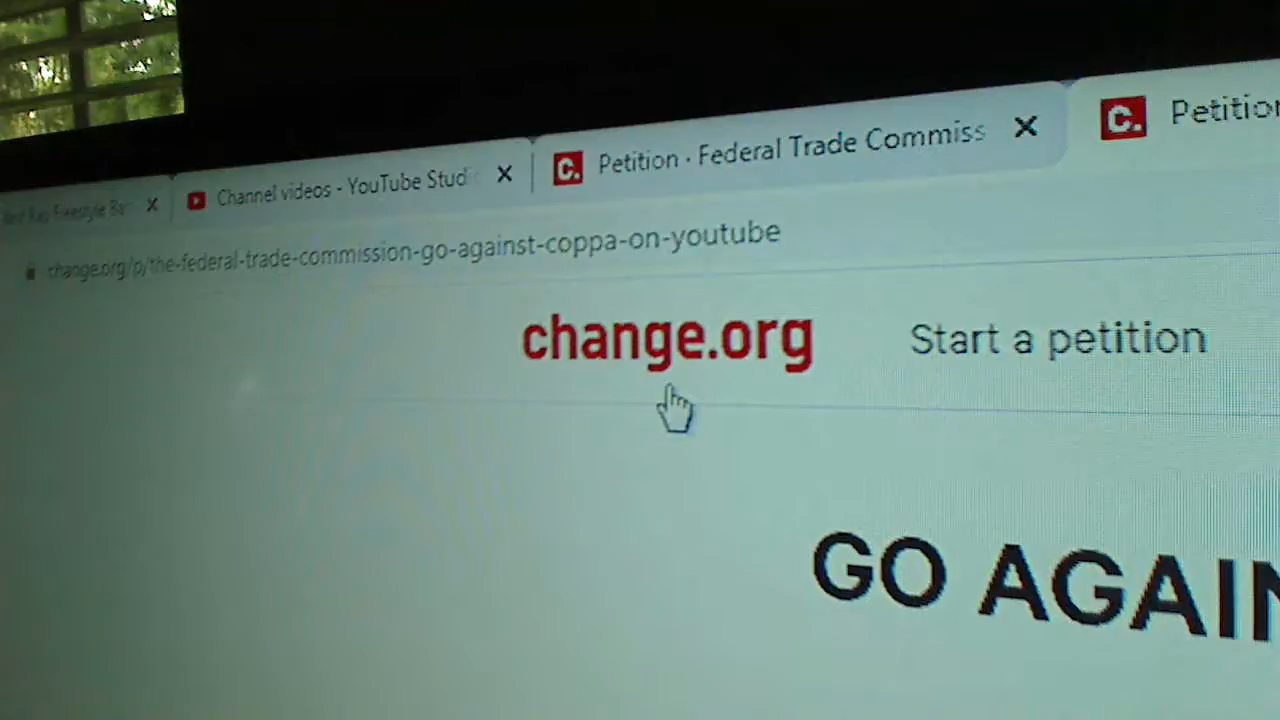 Channel videos - YouTube Studi
Petition · Federal Trade Commiss
Petition
change.org/p/the-federal-trade-commission-go-against-coppa-on-youtube
change.org
Start a petition
GO AGAIN